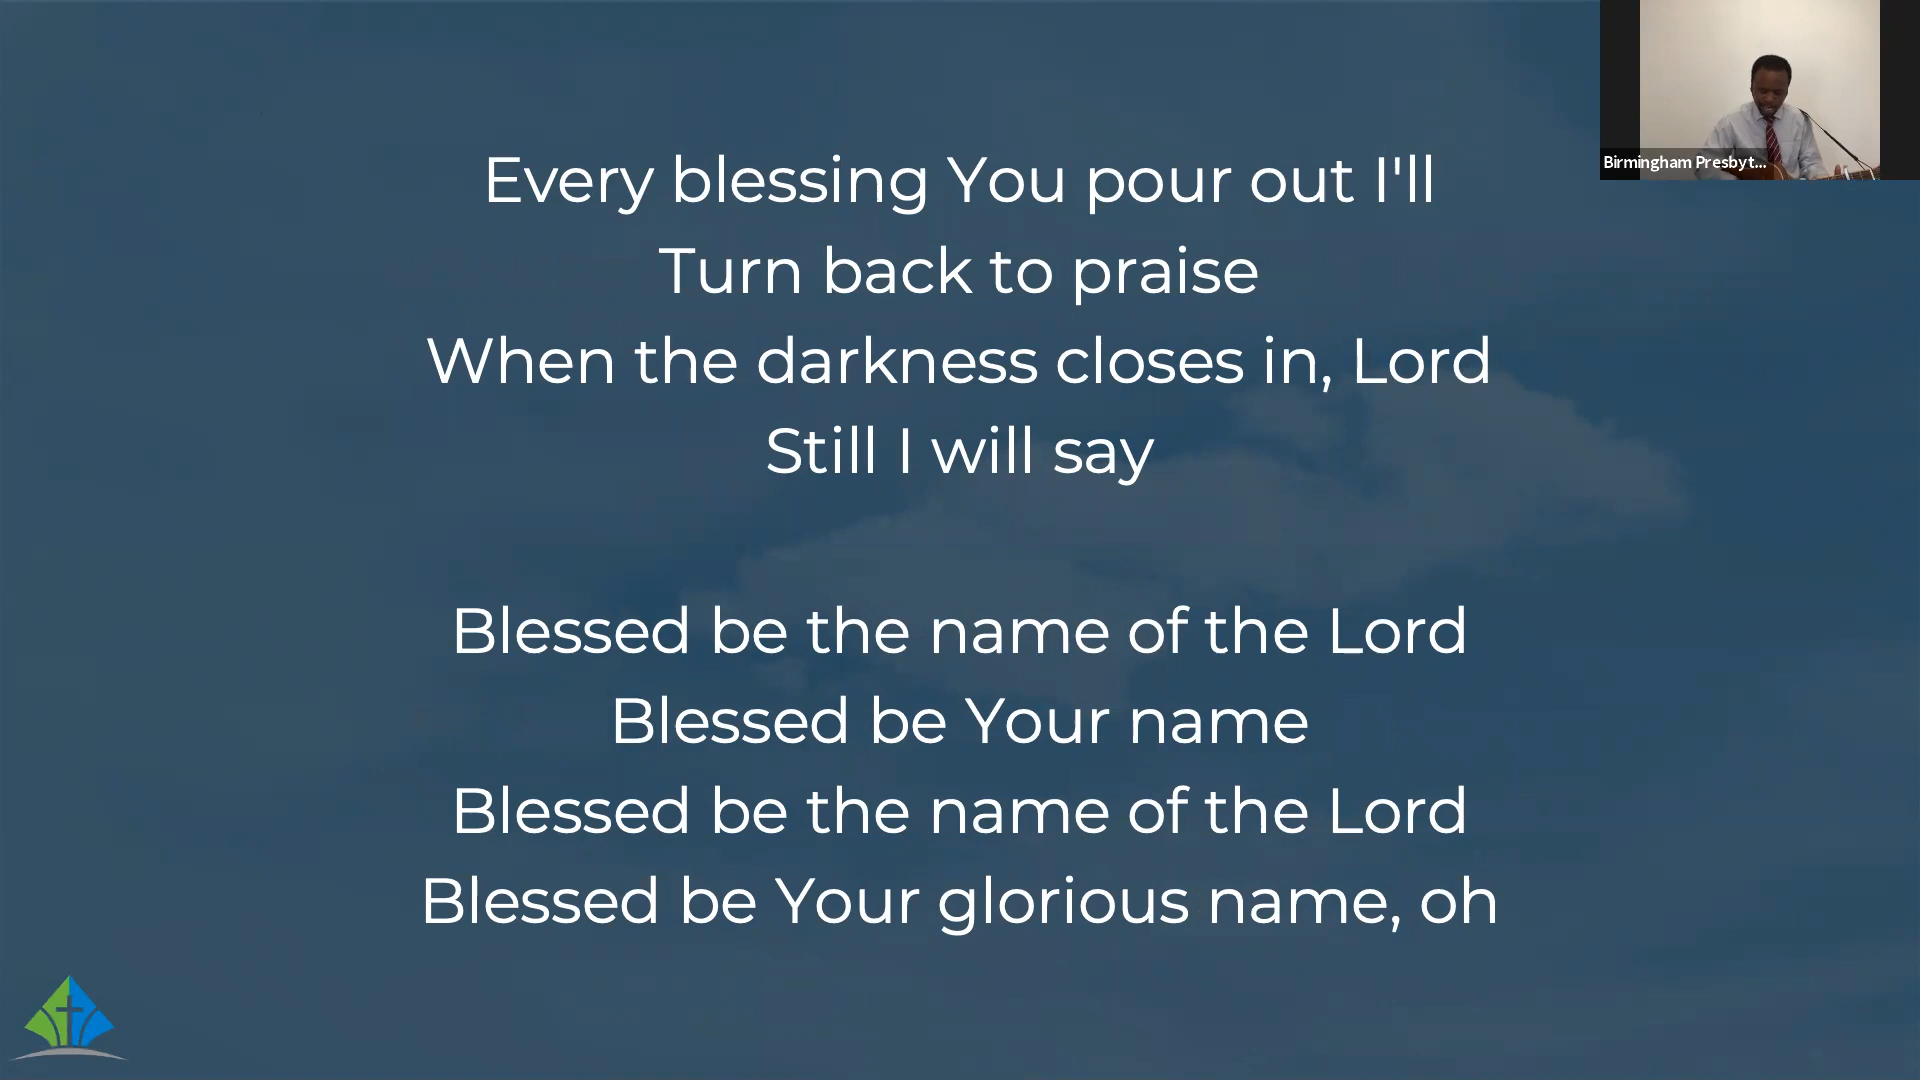 Every blessing You pour out I'll
Turn back to praise
When the darkness closes in, Lord
Still I will say
Blessed be the name of the Lord
Blessed be Your name
Blessed be the name of the Lord
Blessed be Your glorious name, oh
Birmingham Presbyt...